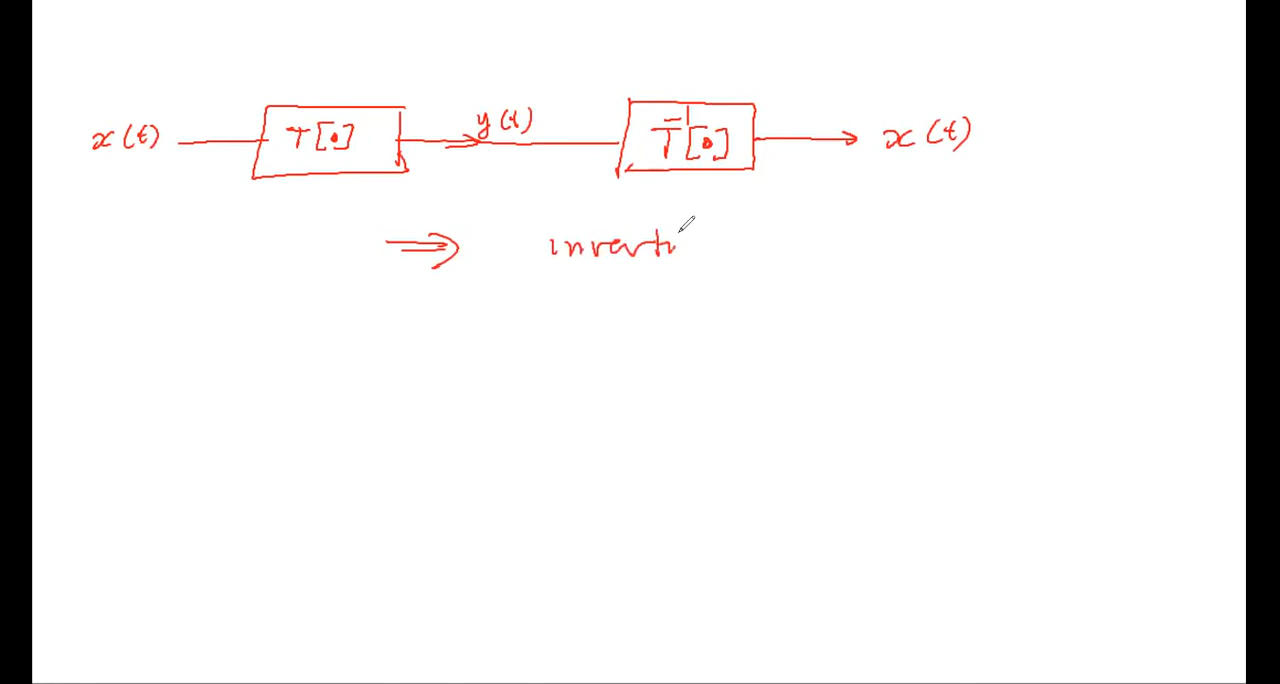 x(t) T[•] y(t) T⁻¹[•] x(t)
⇒ inverti